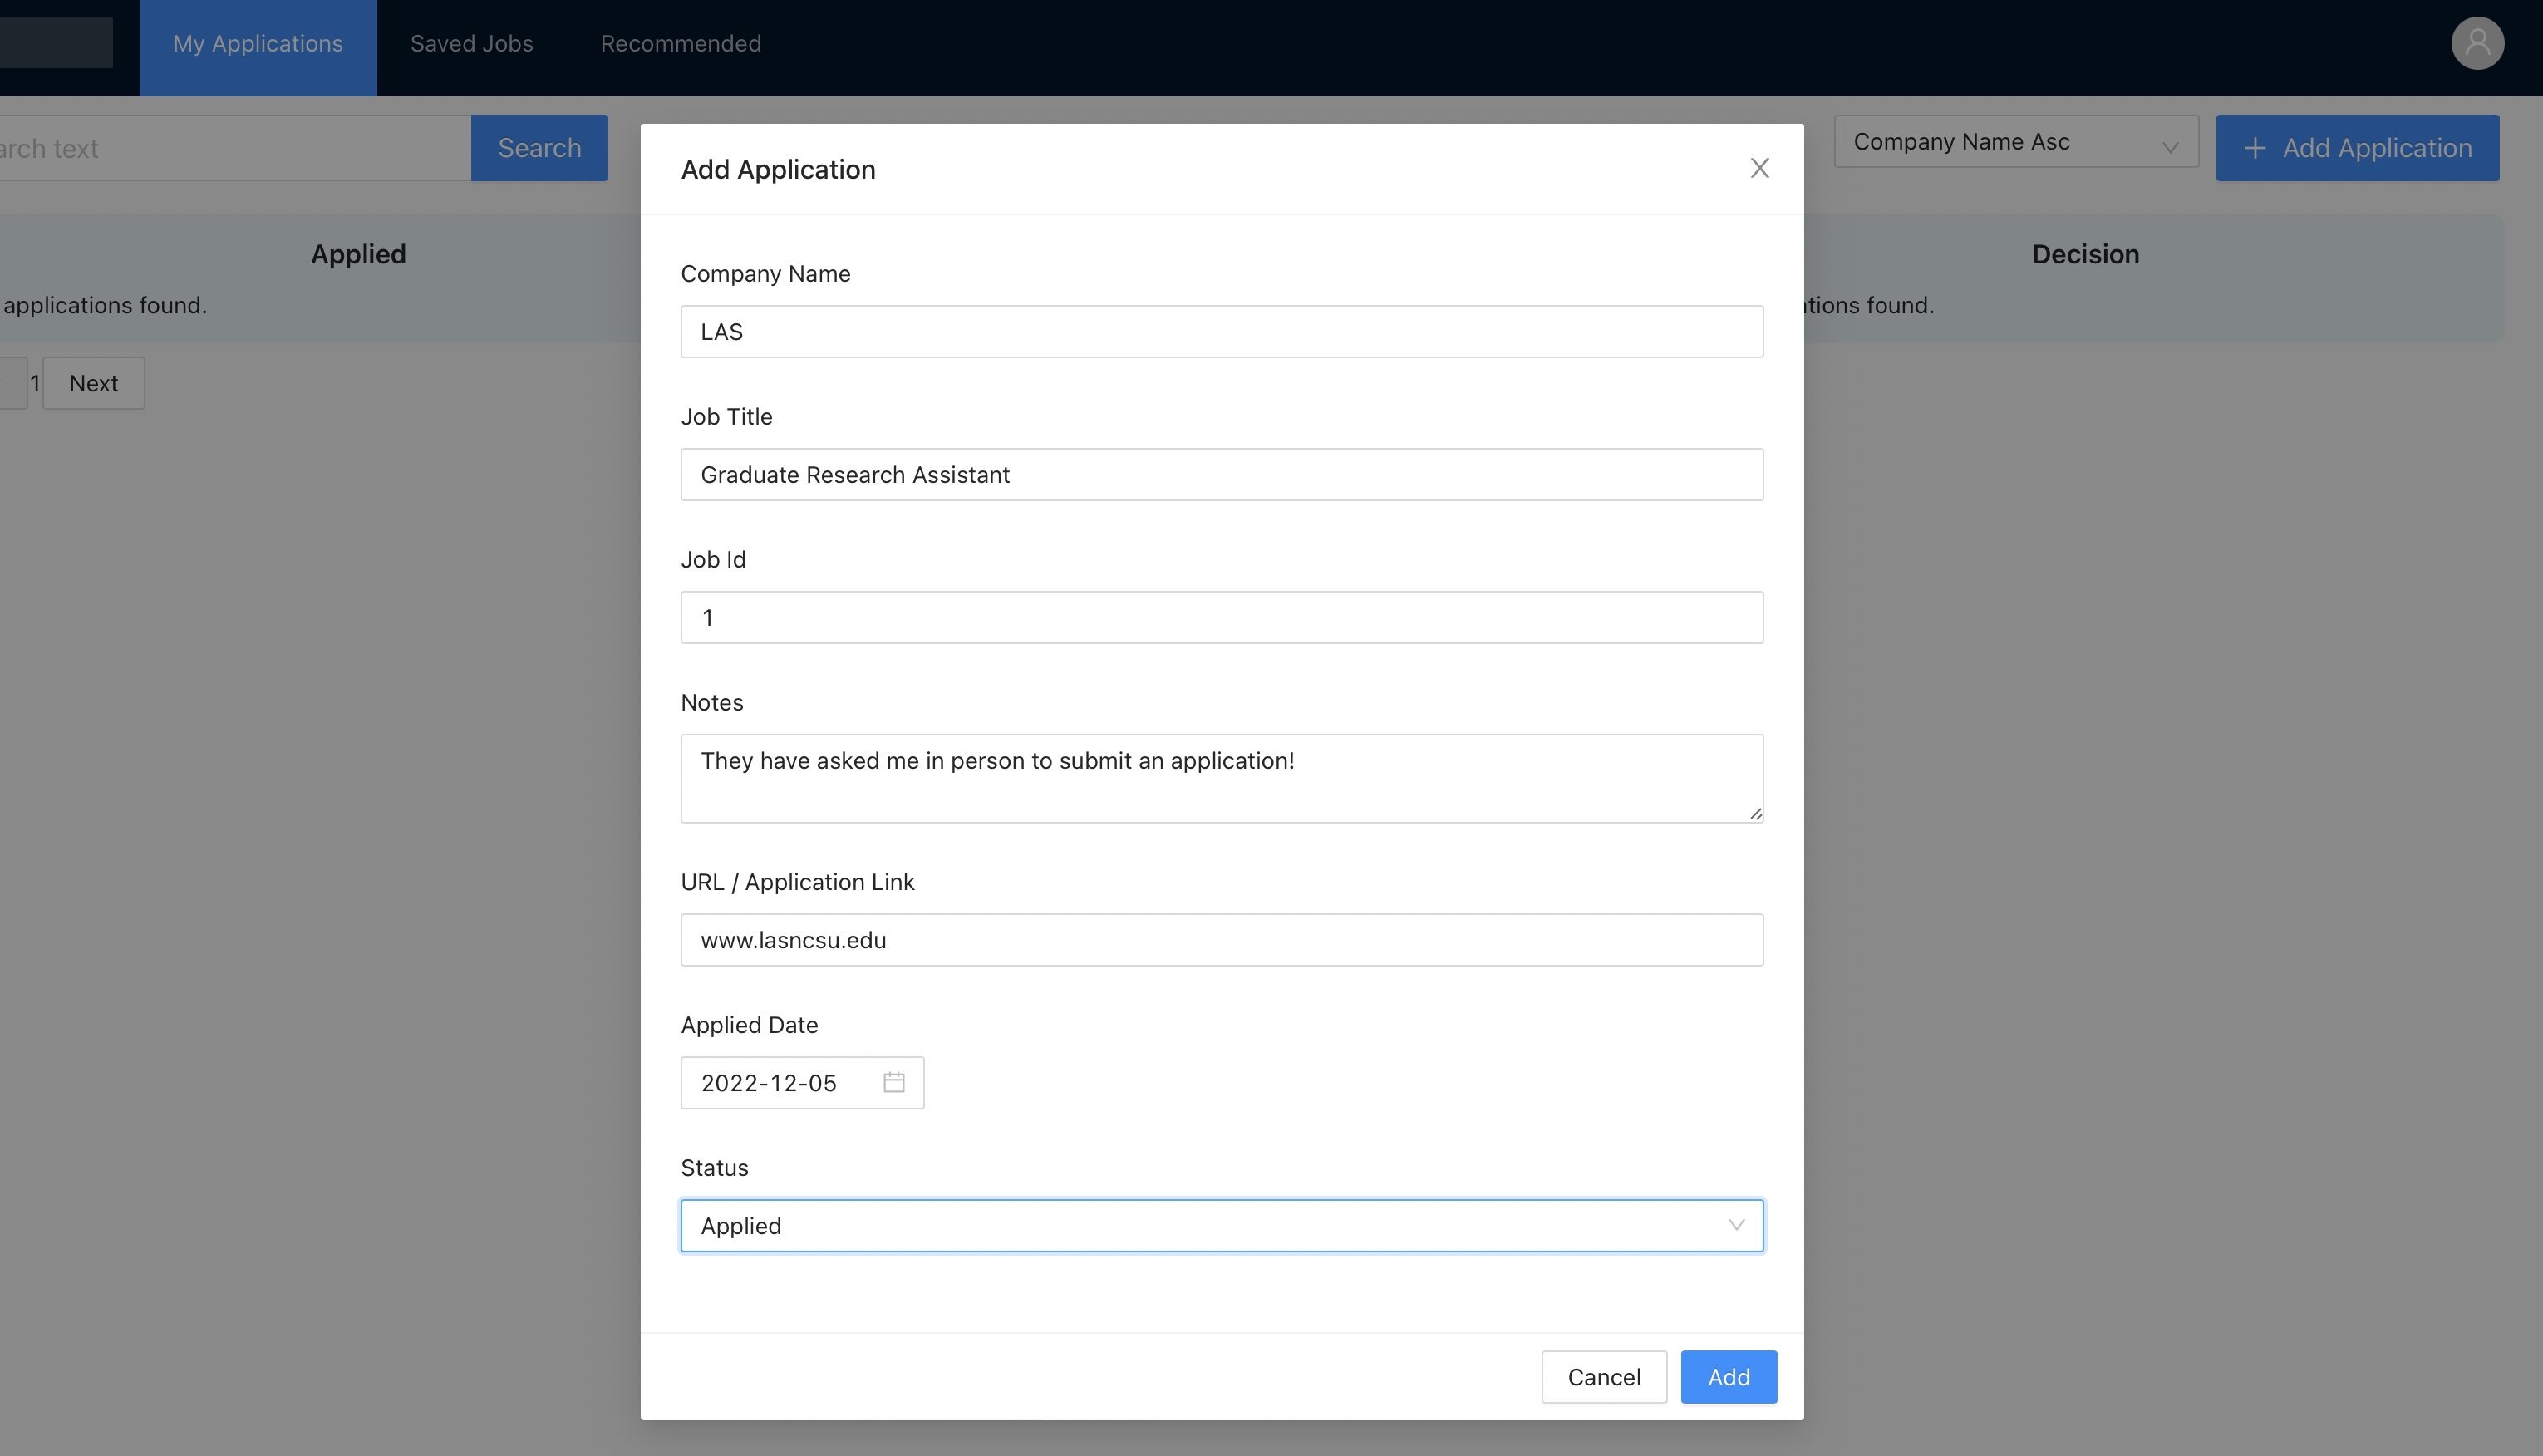 My Applications
Saved Jobs
Recommended
text
Search
Company Name Asc
+ Add Application
Applied
Decision
applications found.
found.
1
Next
Add Application
Company Name
LAS
Job Title
Graduate Research Assistant
Job Id
1
Notes
They have asked me in person to submit an application!
URL / Application Link
www.lasncsu.edu
Applied Date
2022-12-05
Status
Applied
Cancel
Add